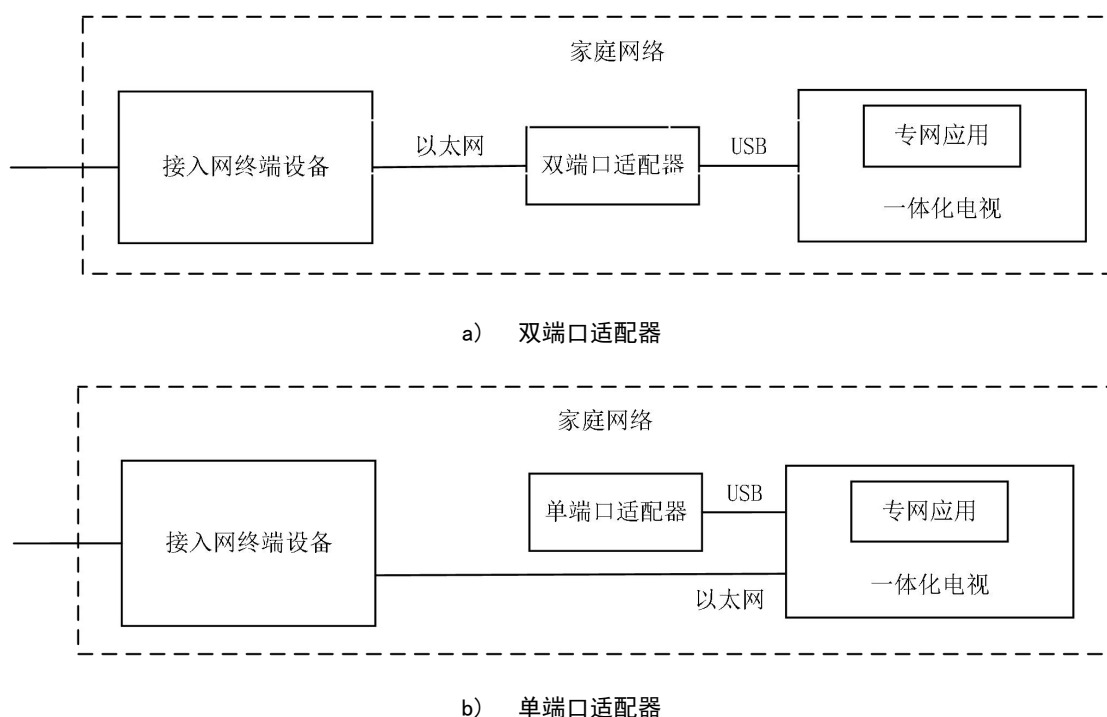 家庭网络
接入网终端设备
以太网
双端口适配器
USB
专网应用
一体化电视
a） 双端口适配器
家庭网络
接入网终端设备
单端口适配器
USB
专网应用
一体化电视
以太网
b） 单端口适配器